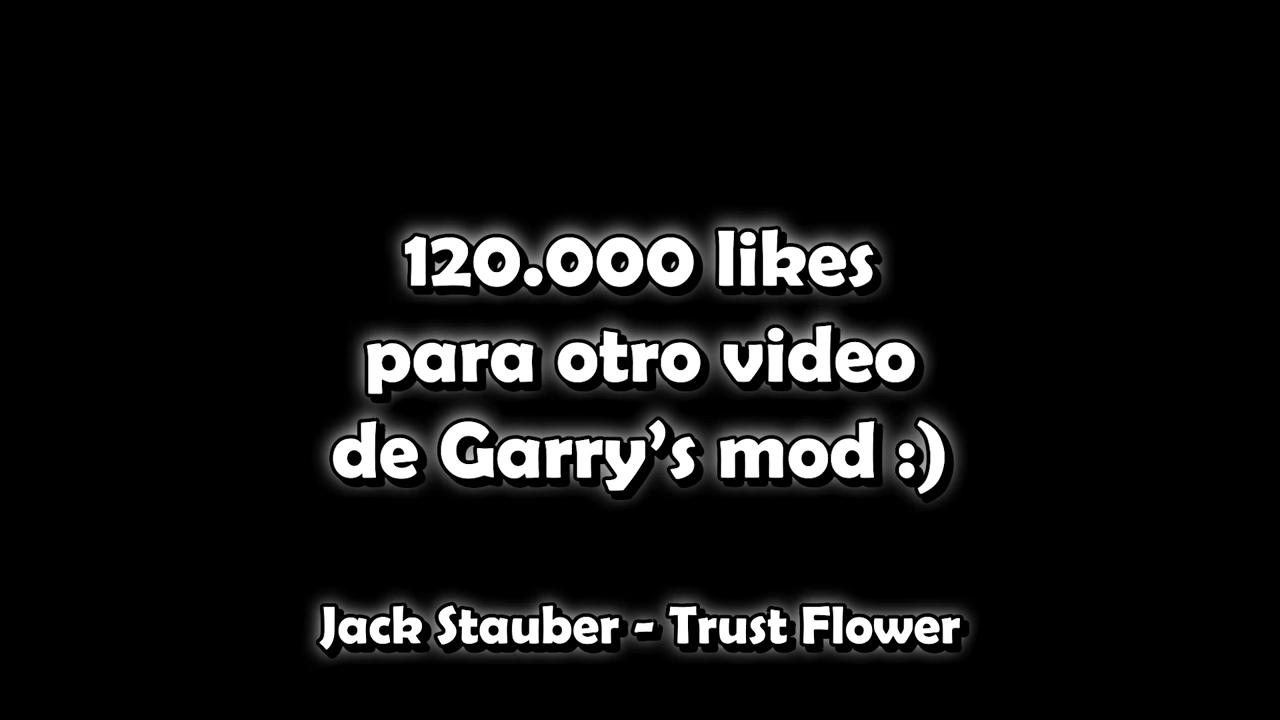 120.000 likes
para otro video
de Garry’s mod :)
Jack Stauber - Trust Flower